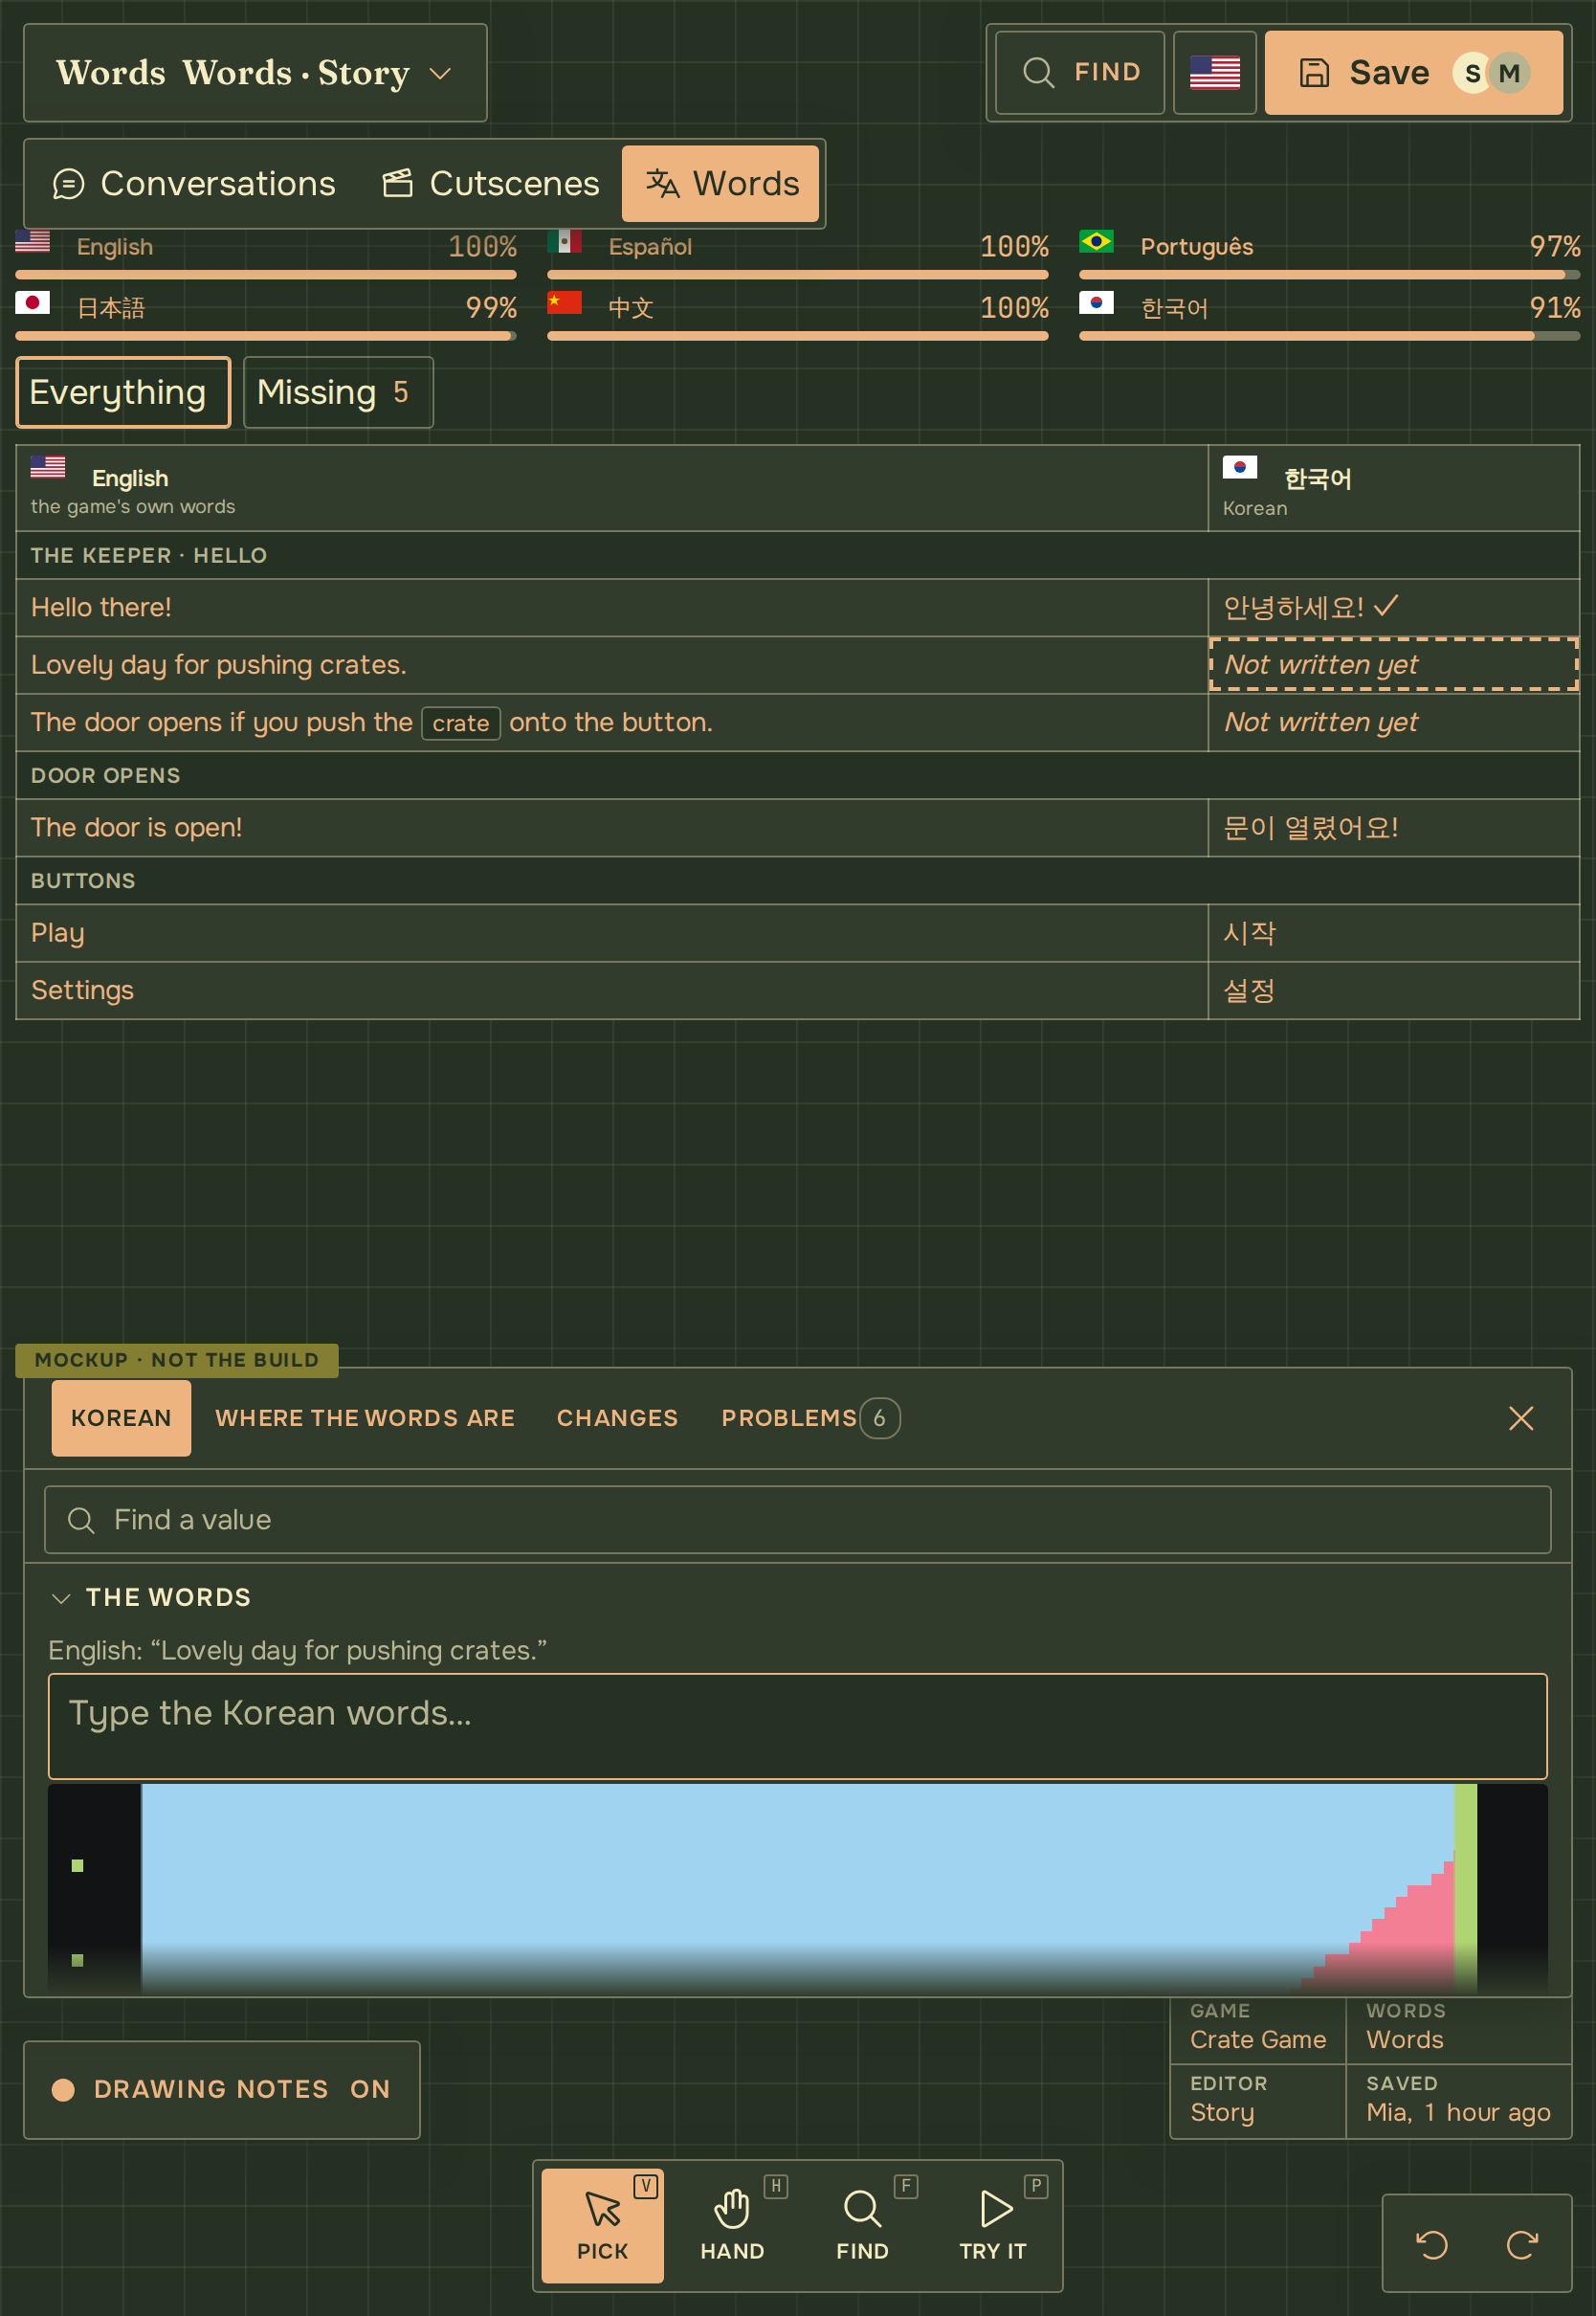 Words Words · Story
FIND
Save S M
Conversations Cutscenes Words
English 100% Español 100% Português 97%
日本語 99% 中文 100% 한국어 91%
Everything Missing 5
English 한국어
the game's own words Korean
THE KEEPER · HELLO
Hello there! 안녕하세요!
Lovely day for pushing crates. Not written yet
The door opens if you push the crate onto the button. Not written yet
DOOR OPENS
The door is open! 문이 열렸어요!
BUTTONS
Play 시작
Settings 설정
MOCKUP · NOT THE BUILD
KOREAN WHERE THE WORDS ARE CHANGES PROBLEMS 6
Find a value
THE WORDS
English: “Lovely day for pushing crates.”
Type the Korean words...
GAME WORDS
Crate Game Words
EDITOR SAVED
Story Mia, 1 hour ago
DRAWING NOTES ON
V H F P
PICK HAND FIND TRY IT